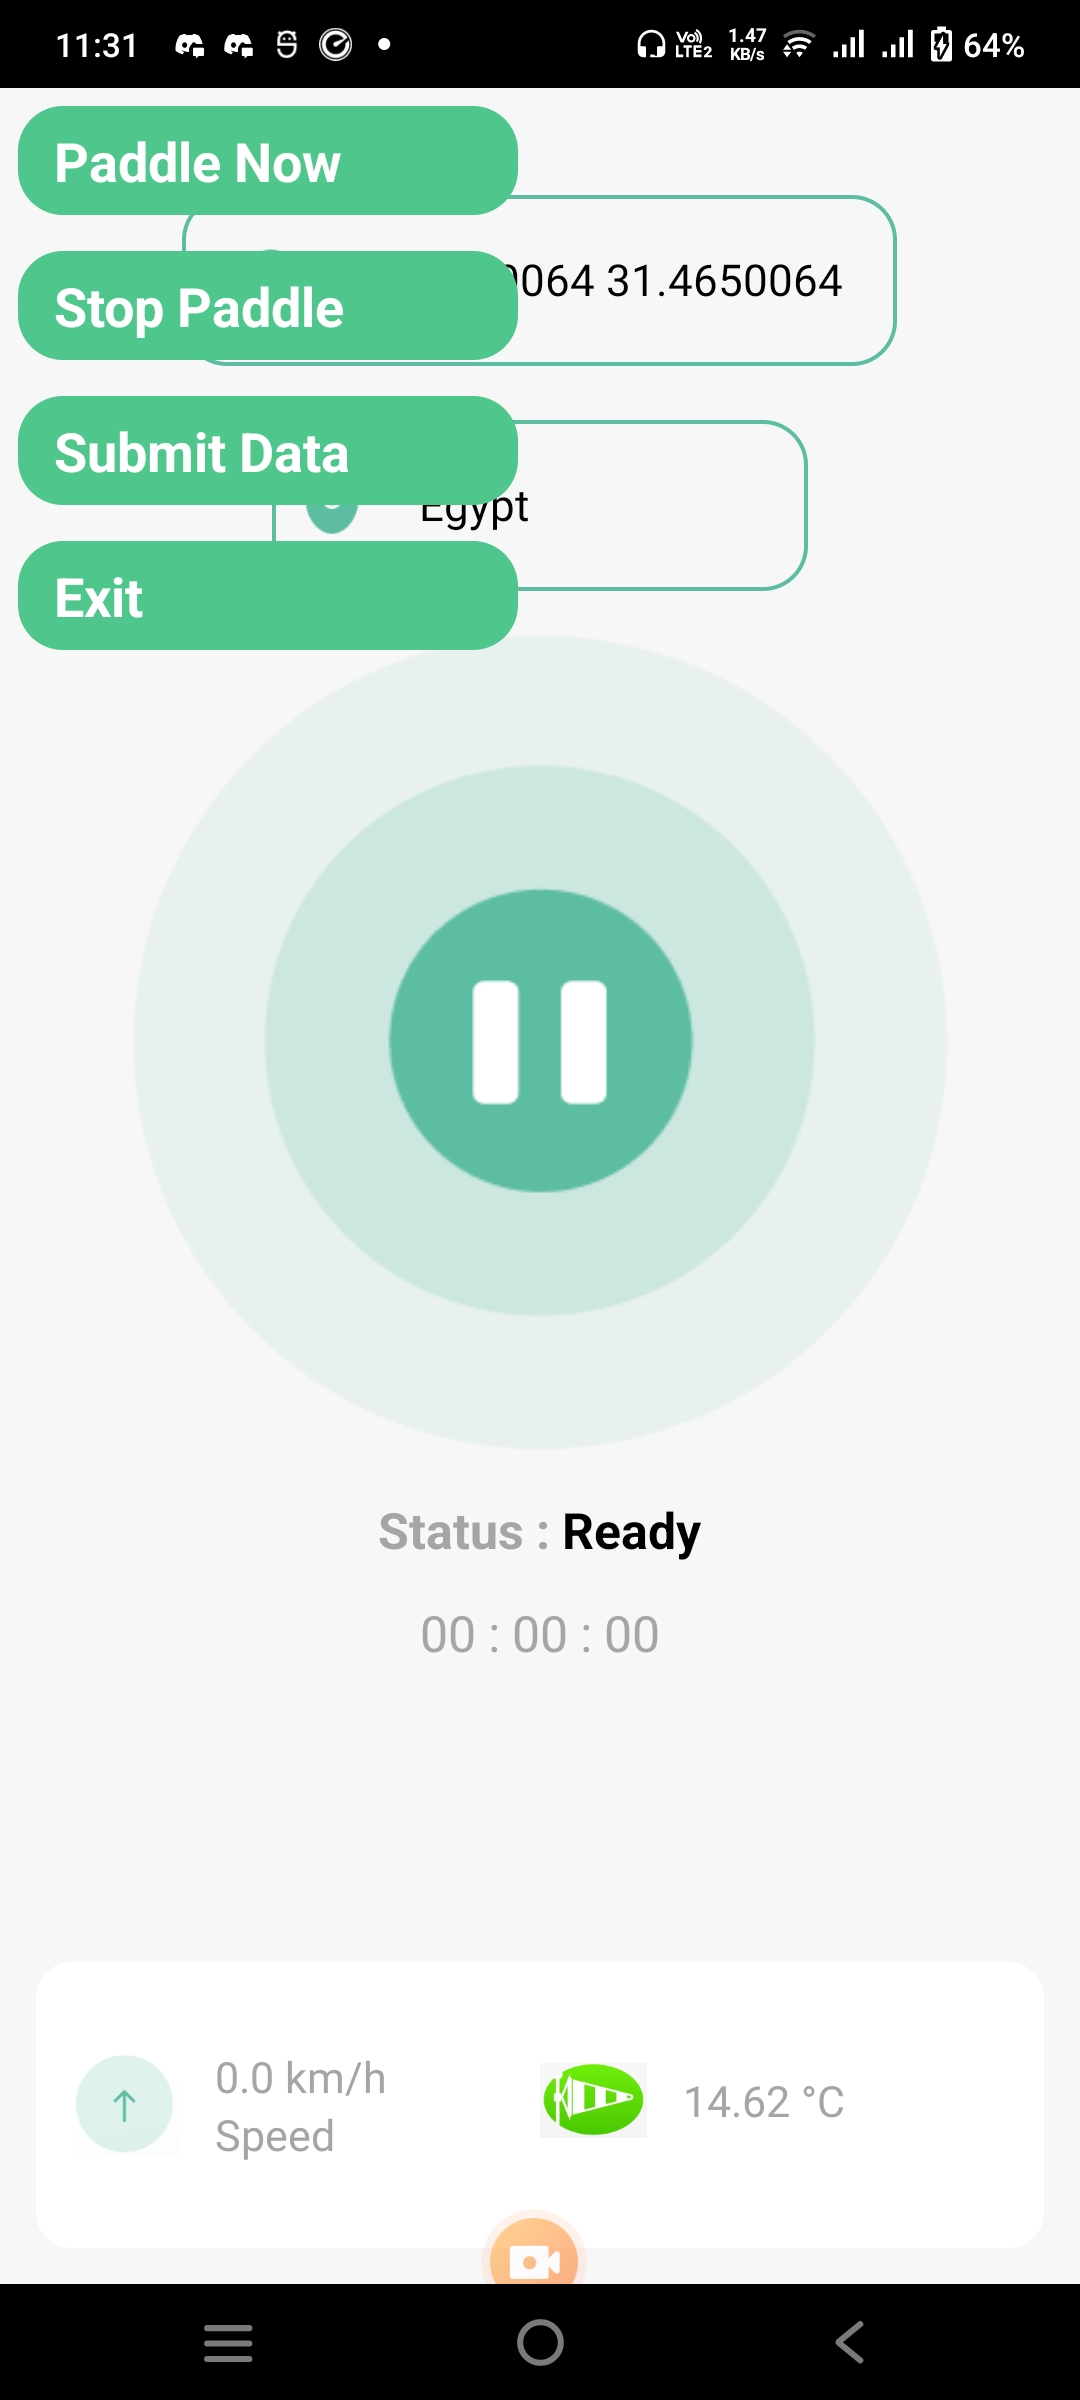 11:31 Vo)) LTE2 1.47 KB/s 64%
Paddle Now
064 31.4650064
Stop Paddle
Submit Data
Egypt
Exit
Status : Ready
00 : 00 : 00
0.0 km/h
Speed
14.62 °C